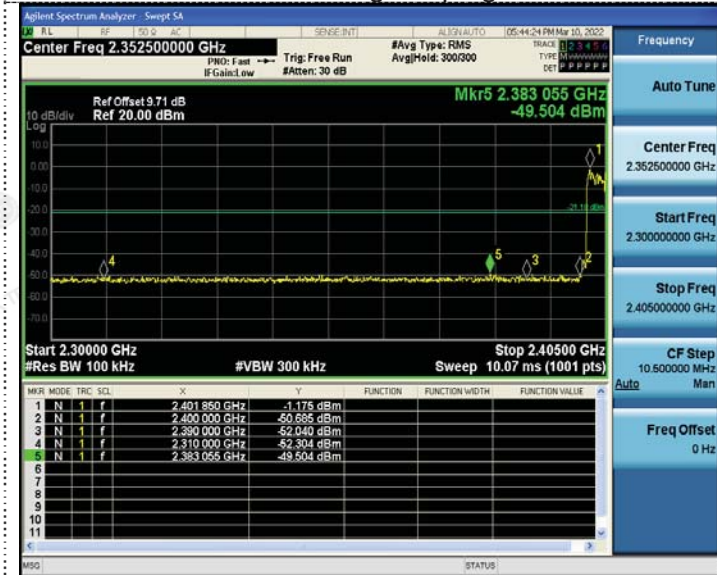 Agilent Spectrum Analyzer - Swept SA
RL RF 50 Ω AC SENSE:INT ALIGN AUTO 05:44:24 PM Mar 10, 2022
Center Freq 2.352500000 GHz
PNO: Fast
IFGain:Low
Trig: Free Run
#Atten: 30 dB
#Avg Type: RMS
Avg|Hold: 300/300
TRACE 1 2 3 4 5 6
TYPE
DET P P P P P P
Ref Offset 9.71 dB
10 dB/div Ref 20.00 dBm
Log
Mkr5 2.383 055 GHz
-49.504 dBm
10.0
0.00
-10.0
-20.0
-30.0
-40.0
-50.0
-60.0
-70.0
1
2
3
4
5
Start 2.30000 GHz Stop 2.40500 GHz
#Res BW 100 kHz #VBW 300 kHz Sweep 10.07 ms (1001 pts)
MKR MODE TRC SCL X Y FUNCTION FUNCTION WIDTH FUNCTION VALUE
1 N 1 f 2.401 850 GHz -1.175 dBm
2 N 1 f 2.400 000 GHz -50.685 dBm
3 N 1 f 2.390 000 GHz -52.040 dBm
4 N 1 f 2.310 000 GHz -52.304 dBm
5 N 1 f 2.383 055 GHz -49.504 dBm
6
7
8
9
10
11
MSG STATUS
Frequency
Auto Tune
Center Freq
2.352500000 GHz
Start Freq
2.300000000 GHz
Stop Freq
2.405000000 GHz
CF Step
10.500000 MHz
Auto Man
Freq Offset
0 Hz